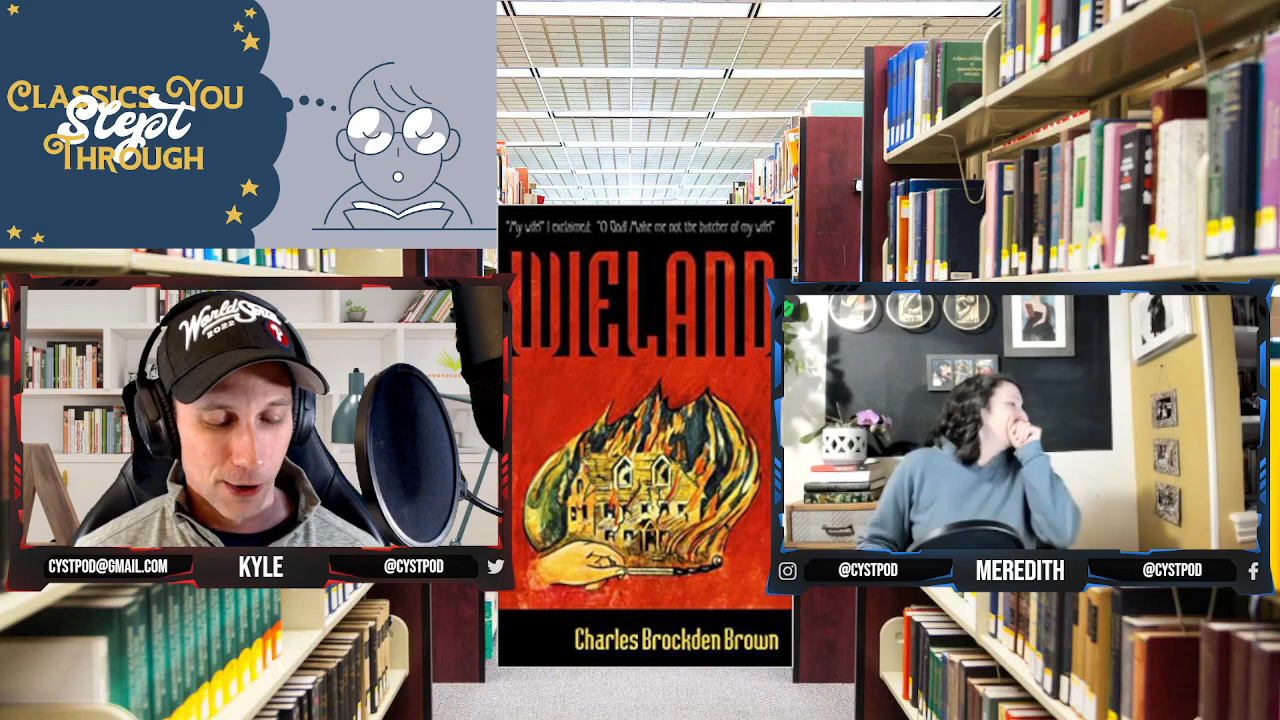 Classics You
Slept
Through
"My wife!" I exclaimed: "O God! Make me not the butcher of my wife!"
WIELAND
World Series
2022
CYSTPOD@GMAIL.COM
KYLE
@CYSTPOD
@CYSTPOD
MEREDITH
@CYSTPOD
Charles Brockden Brown